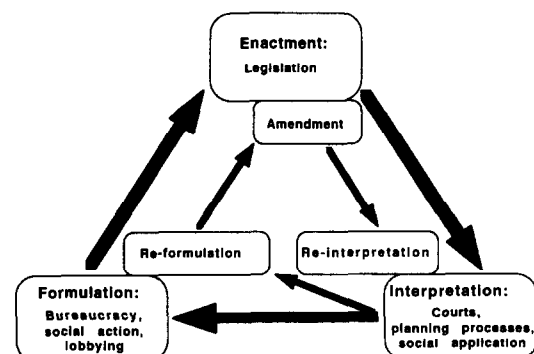 Enactment:
Legislation
Amendment
Re-formulation
Re-interpretation
Formulation:
Bureaucracy,
social action,
lobbying
Interpretation:
Courts,
planning processes,
social application